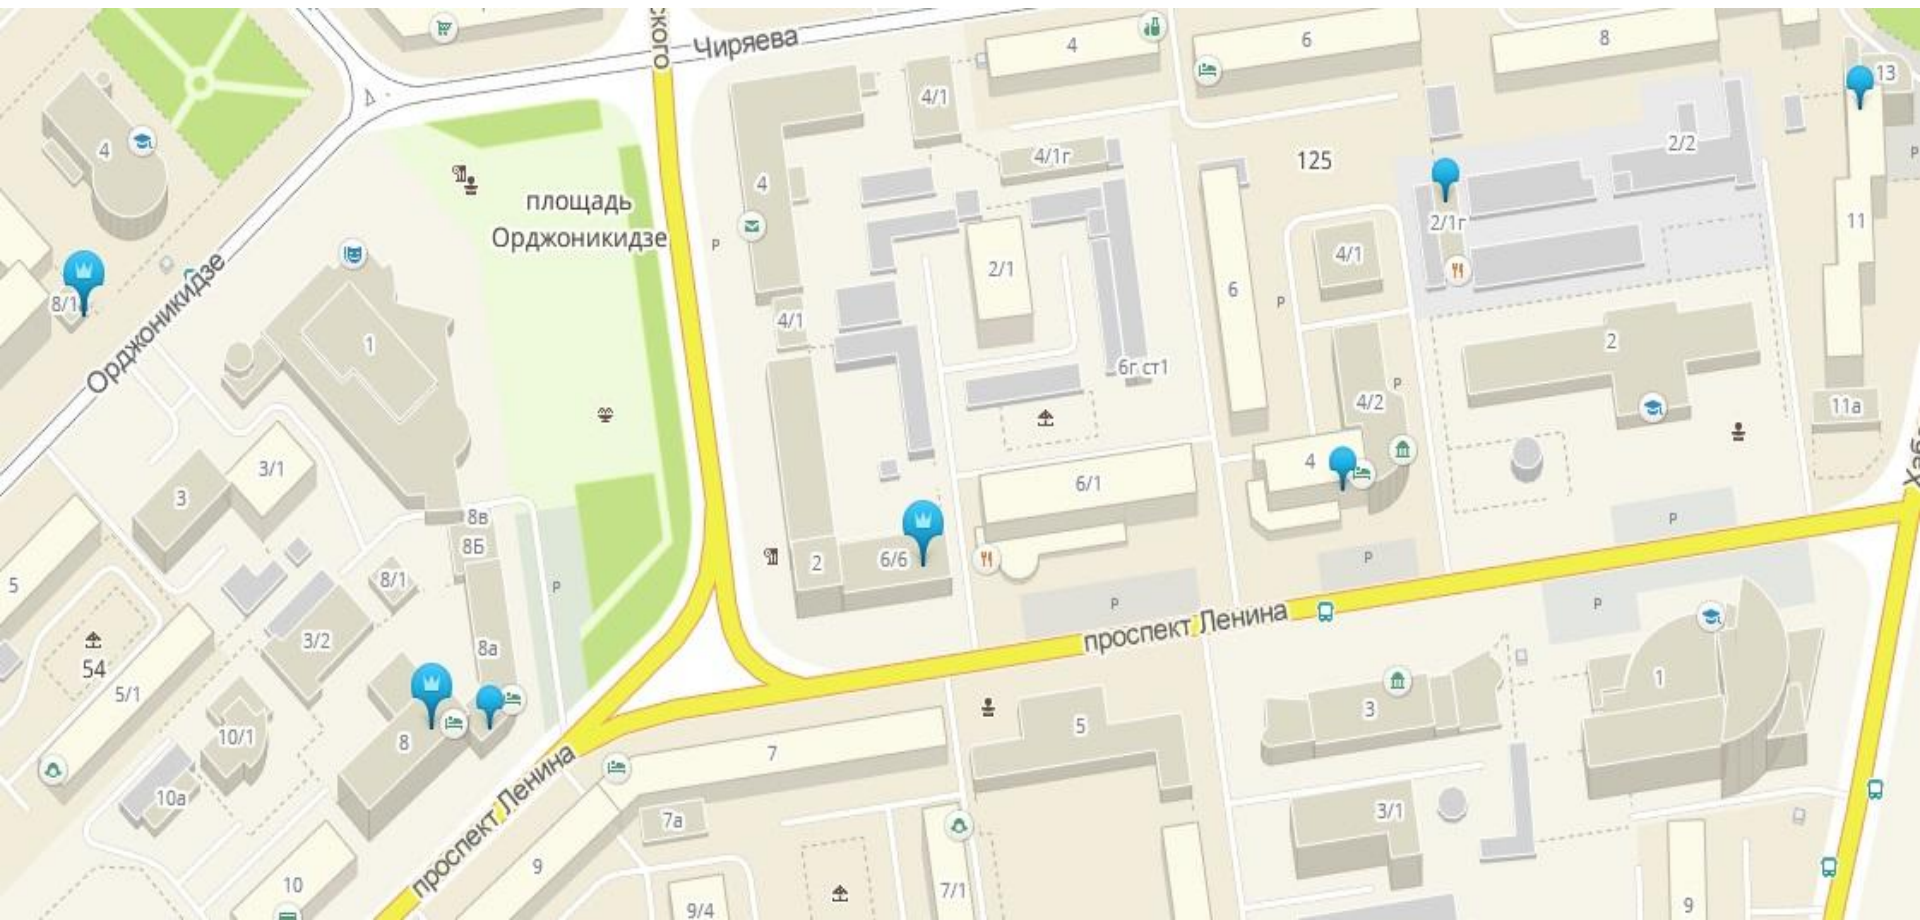 ского
Чиряева
4
6
8
13
4/1
4
4/1г
125
2/2
4
площадь
Орджоникидзе
P
2/1
6
P
4/1
2/1г
11
P
8/1
Орджоникидзе
1
4/1
6г ст1
4/2
P
2
11а
3/1
3
8в
8Б
6/1
4
P
5
8/1
P
2
6/6
P
P
P
проспект Ленина
54
5/1
3/2
8а
10/1
8
7
5
3
1
10а
проспект Ленина
7а
3/1
10
9
9/4
7/1
9